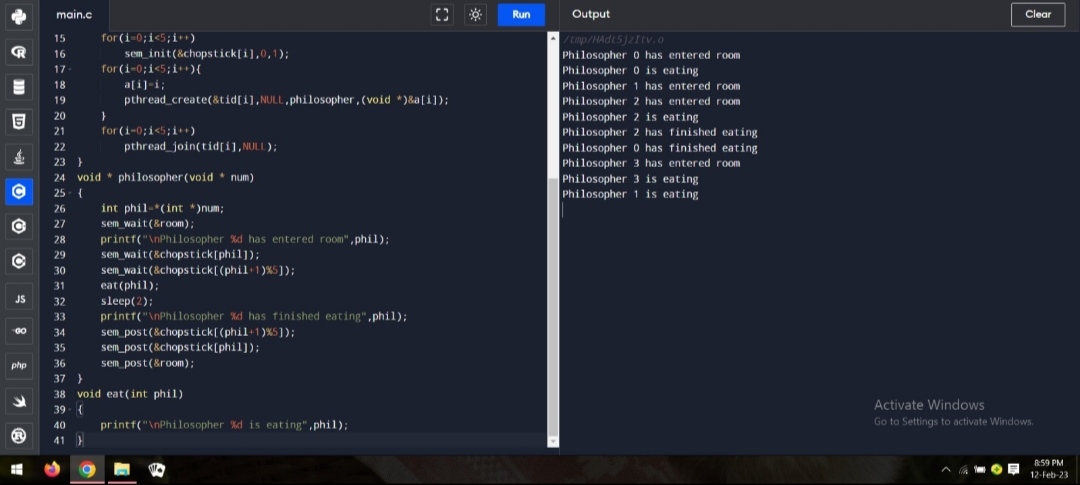 main.c
Run
Output
Clear
15 for(i=0;i<5;i++)
16 sem_init(&chopstick[i],0,1);
17 for(i=0;i<5;i++){
18 a[i]=i;
19 pthread_create(&tid[i],NULL,philosopher,(void *)&a[i]);
20 }
21 for(i=0;i<5;i++)
22 pthread_join(tid[i],NULL);
23 }
24 void * philosopher(void * num)
25 {
26 int phil=*(int *)num;
27 sem_wait(&room);
28 printf("\nPhilosopher %d has entered room",phil);
29 sem_wait(&chopstick[phil]);
30 sem_wait(&chopstick[(phil+1)%5]);
31 eat(phil);
32 sleep(2);
33 printf("\nPhilosopher %d has finished eating",phil);
34 sem_post(&chopstick[(phil+1)%5]);
35 sem_post(&chopstick[phil]);
36 sem_post(&room);
37 }
38 void eat(int phil)
39 {
40 printf("\nPhilosopher %d is eating",phil);
41 }
/tmp/HAdtSjzItv.o
Philosopher 0 has entered room
Philosopher 0 is eating
Philosopher 1 has entered room
Philosopher 2 has entered room
Philosopher 2 is eating
Philosopher 2 has finished eating
Philosopher 0 has finished eating
Philosopher 3 has entered room
Philosopher 3 is eating
Philosopher 1 is eating
JS
GO
php
Activate Windows
Go to Settings to activate Windows.
8:59 PM
12-Feb-23